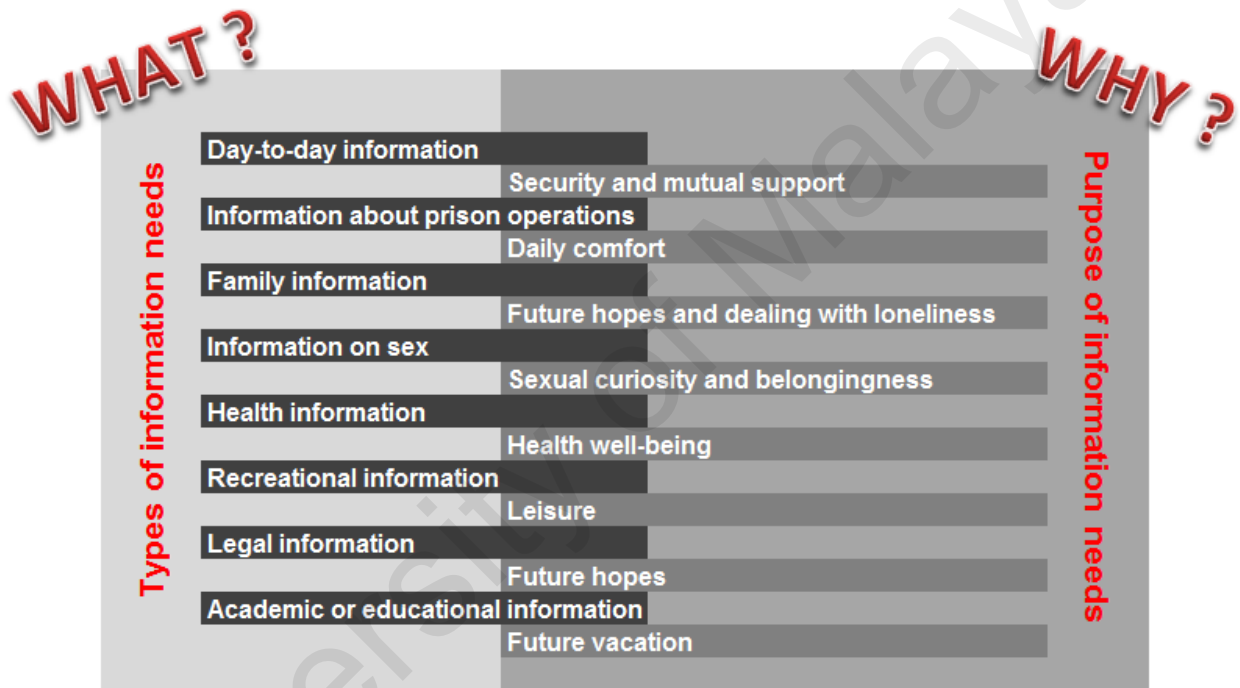 WHAT ?
WHY ?
Types of information needs
Purpose of information needs
Day-to-day information
Security and mutual support
Information about prison operations
Daily comfort
Family information
Future hopes and dealing with loneliness
Information on sex
Sexual curiosity and belongingness
Health information
Health well-being
Recreational information
Leisure
Legal information
Future hopes
Academic or educational information
Future vacation
ersity of Malaya